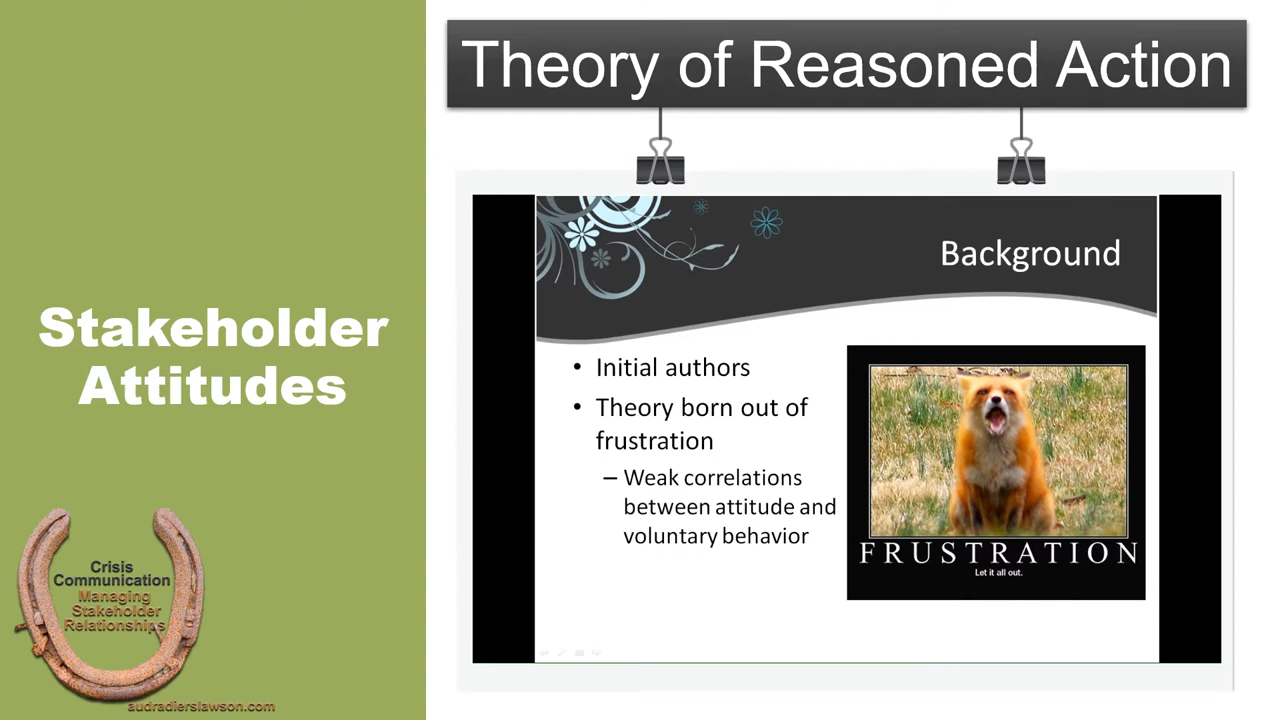 Theory of Reasoned Action
Stakeholder
Attitudes
Background
• Initial authors
• Theory born out of
frustration
– Weak correlations
between attitude and
voluntary behavior
FRUSTRATION
Let it all out.
Crisis
Communication
Managing
Stakeholder
Relationships
audradierslawson.com